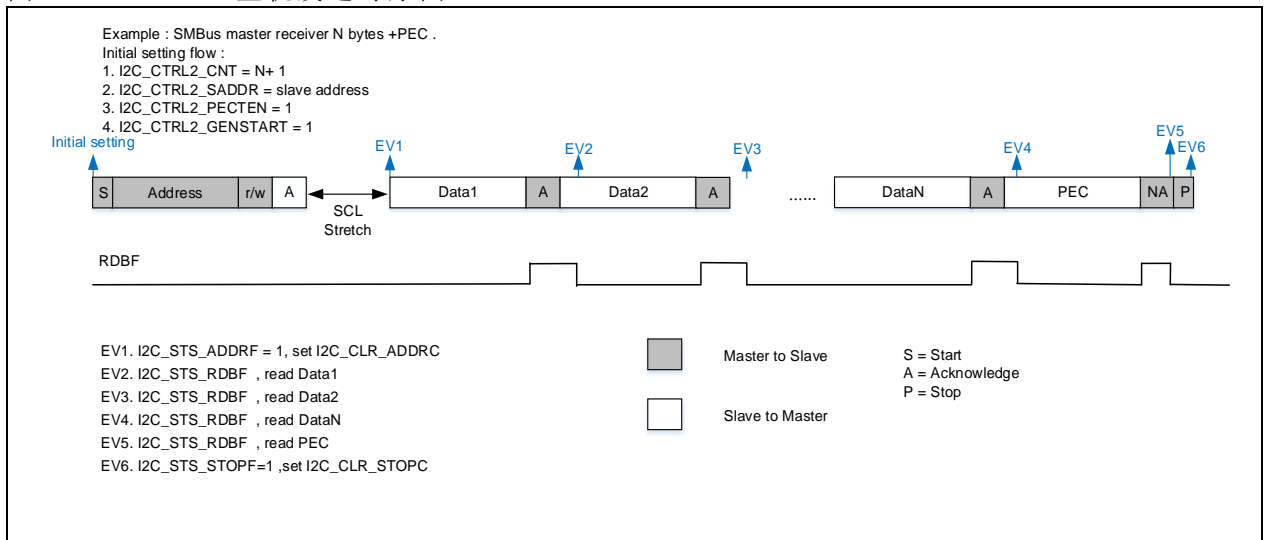 Example : SMBus master receiver N bytes +PEC .
Initial setting flow :
1. I2C_CTRL2_CNT = N+ 1
2. I2C_CTRL2_SADDR = slave address
3. I2C_CTRL2_PECTEN = 1
4. I2C_CTRL2_GENSTART = 1
Initial setting
EV1
EV2
EV3
EV4
EV5
EV6
S Address r/w A
SCL
Stretch
Data1 A Data2 A ...... DataN A PEC NA P
RDBF
EV1. I2C_STS_ADDRF = 1, set I2C_CLR_ADDRC
EV2. I2C_STS_RDBF , read Data1
EV3. I2C_STS_RDBF , read Data2
EV4. I2C_STS_RDBF , read DataN
EV5. I2C_STS_RDBF , read PEC
EV6. I2C_STS_STOPF=1 ,set I2C_CLR_STOPC
Master to Slave
Slave to Master
S = Start
A = Acknowledge
P = Stop